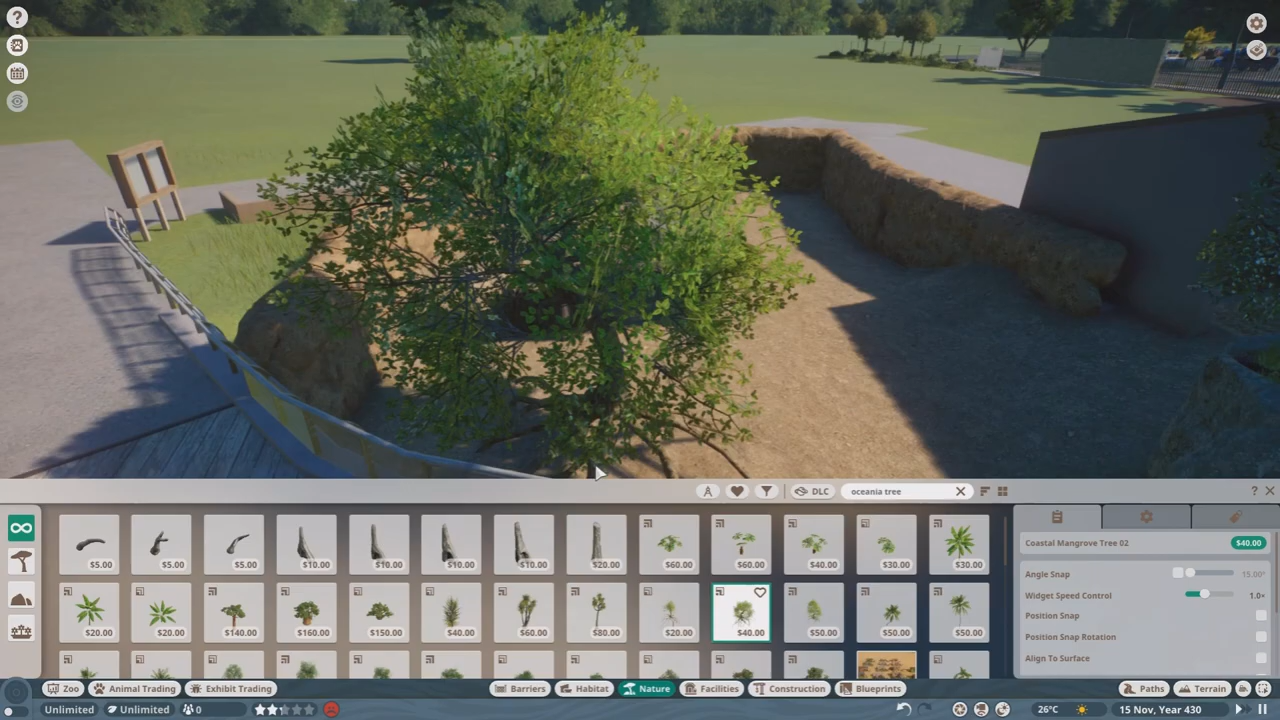 DLC
oceania tree
?
$5.00 $5.00 $5.00 $10.00 $10.00 $10.00 $10.00 $20.00 $60.00 $60.00 $40.00 $30.00 $30.00
$20.00 $20.00 $140.00 $160.00 $150.00 $40.00 $60.00 $80.00 $20.00 $40.00 $50.00 $50.00 $50.00
Coastal Mangrove Tree 02 $40.00
Angle Snap 15.00°
Widget Speed Control 1.0×
Position Snap
Position Snap Rotation
Align To Surface
Zoo Animal Trading Exhibit Trading Barriers Habitat Nature Facilities Construction Blueprints Paths Terrain
Unlimited Unlimited 0 26°C 15 Nov, Year 430